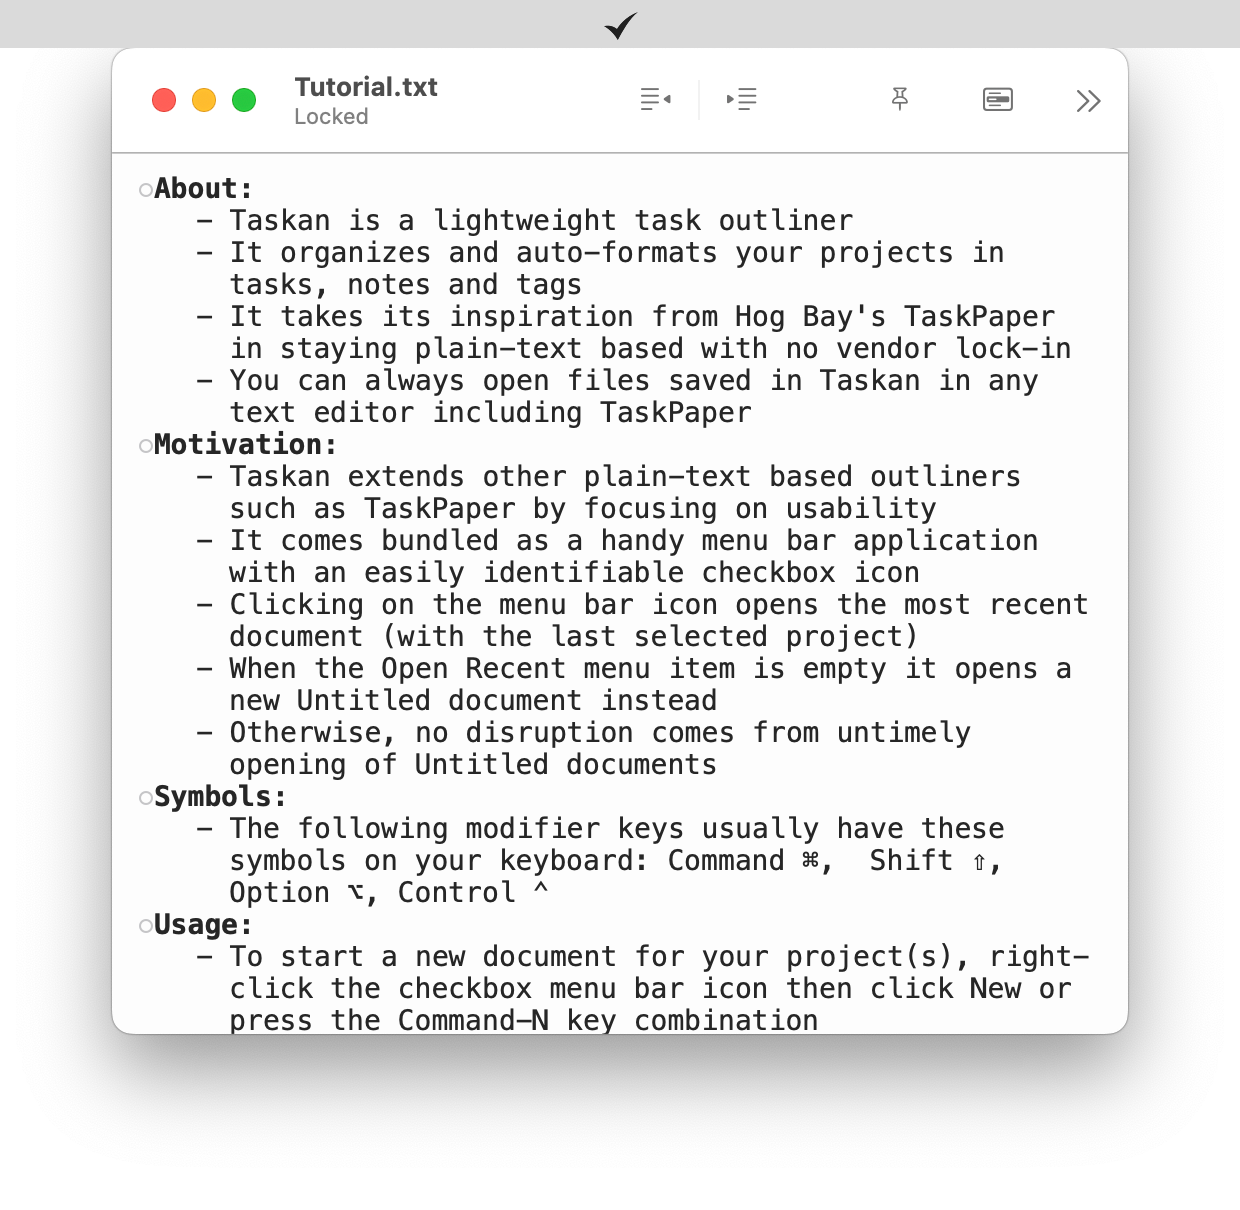 Tutorial.txt
Locked
About:
– Taskan is a lightweight task outliner
– It organizes and auto–formats your projects in
tasks, notes and tags
– It takes its inspiration from Hog Bay's TaskPaper
in staying plain–text based with no vendor lock–in
– You can always open files saved in Taskan in any
text editor including TaskPaper
Motivation:
– Taskan extends other plain–text based outliners
such as TaskPaper by focusing on usability
– It comes bundled as a handy menu bar application
with an easily identifiable checkbox icon
– Clicking on the menu bar icon opens the most recent
document (with the last selected project)
– When the Open Recent menu item is empty it opens a
new Untitled document instead
– Otherwise, no disruption comes from untimely
opening of Untitled documents
Symbols:
– The following modifier keys usually have these
symbols on your keyboard: Command ⌘,  Shift ⇧,
Option ⌥, Control ^
Usage:
– To start a new document for your project(s), right–
click the checkbox menu bar icon then click New or
press the Command–N key combination